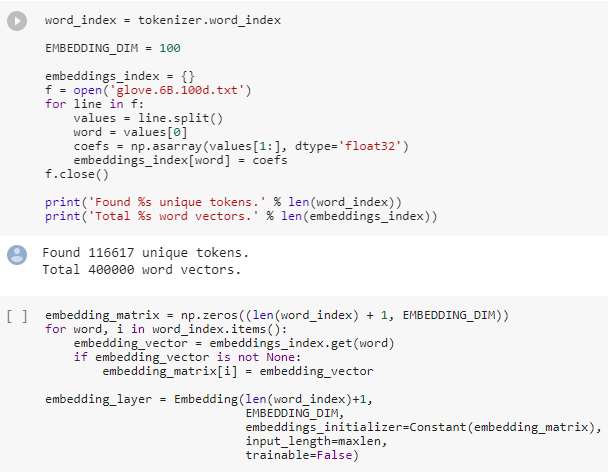 word_index = tokenizer.word_index
EMBEDDING_DIM = 100
embeddings_index = {}
f = open('glove.6B.100d.txt')
for line in f:
    values = line.split()
    word = values[0]
    coefs = np.asarray(values[1:], dtype='float32')
    embeddings_index[word] = coefs
f.close()
print('Found %s unique tokens.' % len(word_index))
print('Total %s word vectors.' % len(embeddings_index))
Found 116617 unique tokens.
Total 400000 word vectors.
[ ] embedding_matrix = np.zeros((len(word_index) + 1, EMBEDDING_DIM))
for word, i in word_index.items():
    embedding_vector = embeddings_index.get(word)
    if embedding_vector is not None:
        embedding_matrix[i] = embedding_vector
embedding_layer = Embedding(len(word_index)+1,
                            EMBEDDING_DIM,
                            embeddings_initializer=Constant(embedding_matrix),
                            input_length=maxlen,
                            trainable=False)